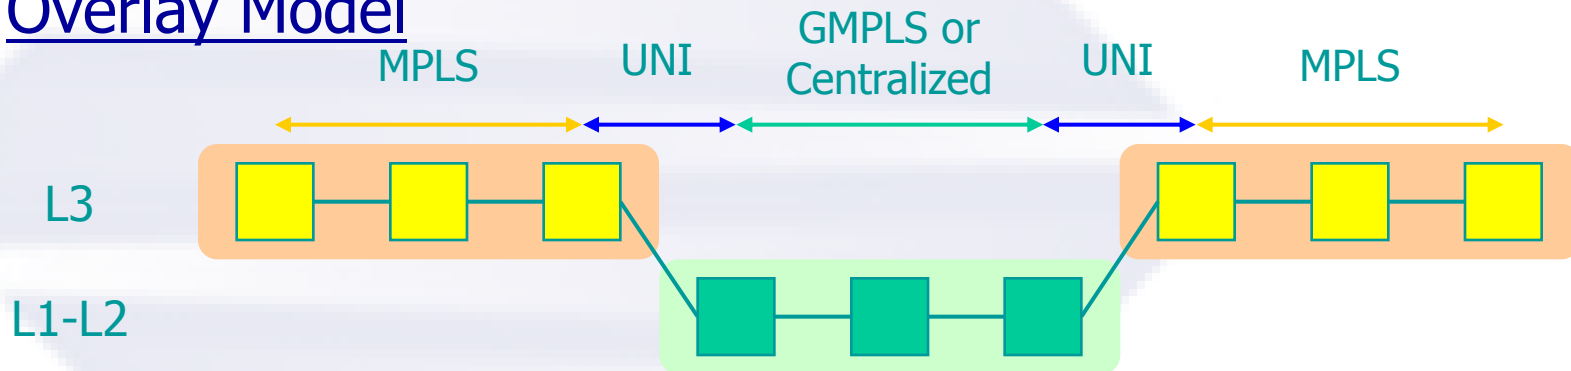 Overlay Model
MPLS
UNI
GMPLS or
Centralized
UNI
MPLS
L3
L1-L2